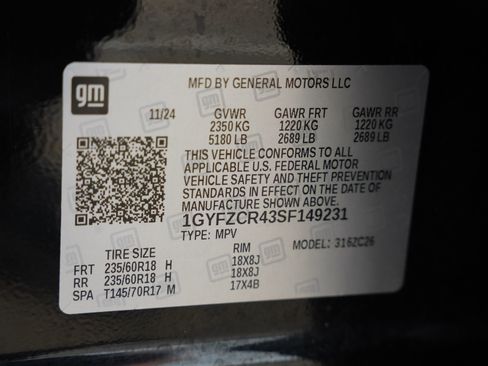 gm
MFD BY GENERAL MOTORS LLC
11/24 GVWR GAWR FRT GAWR RR
2350 KG 1220 KG 1220 KG
5180 LB 2689 LB 2689 LB
THIS VEHICLE CONFORMS TO ALL
APPLICABLE U.S. FEDERAL MOTOR
VEHICLE SAFETY AND THEFT PREVENTION
STANDARDS IN EFFECT ON THE DATE OF
MANUFACTURE SHOWN ABOVE.
1GYFZCR43SF149231
TYPE: MPV MODEL: 316ZC26
TIRE SIZE RIM
FRT 235/60R18 H 18X8J
RR 235/60R18 H 18X8J
SPA T145/70R17 M 17X4B